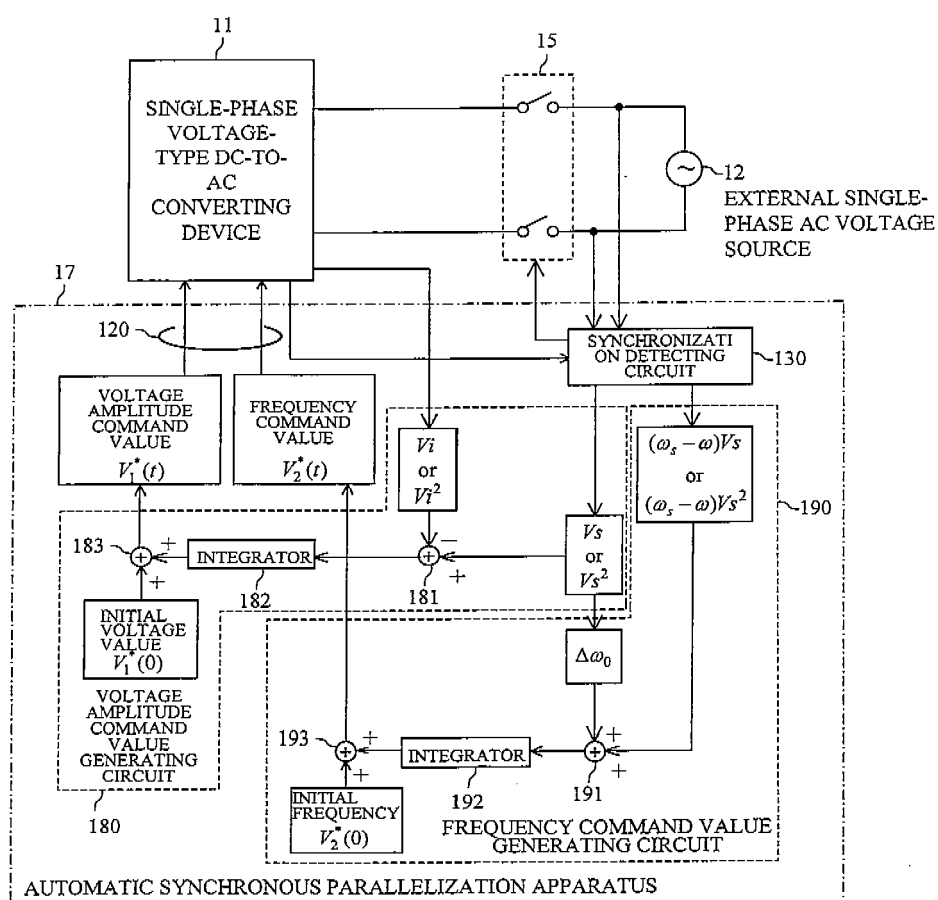 11
15
SINGLE-PHASE
VOLTAGE-
TYPE DC-TO-
AC
CONVERTING
DEVICE
~
12
EXTERNAL SINGLE-
PHASE AC VOLTAGE
SOURCE
17
120
SYNCHRONIZATI
ON DETECTING
CIRCUIT
130
VOLTAGE
AMPLITUDE
COMMAND
VALUE
V₁*(t)
FREQUENCY
COMMAND
VALUE
V₂*(t)
Vi
or
Vi²
(ωₛ−ω)Vs
or
(ωₛ−ω)Vs²
190
183
+
+
INTEGRATOR
182
−
+
+
181
Vs
or
Vs²
+
INITIAL
VOLTAGE
VALUE
V₁*(0)
Δω₀
VOLTAGE
AMPLITUDE
COMMAND
VALUE
GENERATING
CIRCUIT
180
193
+
+
INTEGRATOR
192
+
+
+
191
+
INITIAL
FREQUENCY
V₂*(0)
FREQUENCY COMMAND VALUE
GENERATING CIRCUIT
AUTOMATIC SYNCHRONOUS PARALLELIZATION APPARATUS